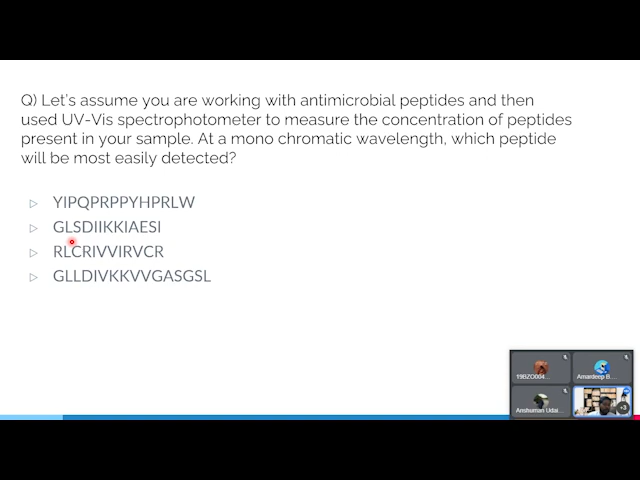 Q) Let's assume you are working with antimicrobial peptides and then
used UV-Vis spectrophotometer to measure the concentration of peptides
present in your sample. At a mono chromatic wavelength, which peptide
will be most easily detected?
YIPQPRPPYHPRLW
GLSDIIKKIAESI
RLCRIVVIRVCR
GLLDIVKKVVGASGSL
19BZO004...
Amardeep B...
Anshuman Udai...
+3